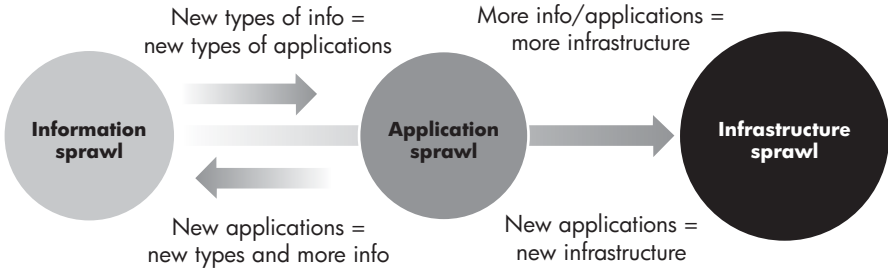 New types of info =
new types of applications
More info/applications =
more infrastructure
Information
sprawl
Application
sprawl
Infrastructure
sprawl
New applications =
new types and more info
New applications =
new infrastructure